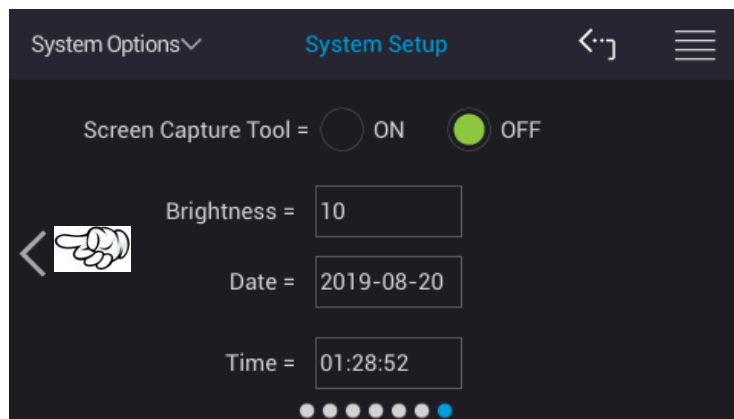 System Options System Setup
Screen Capture Tool = ON OFF
Brightness = 10
Date = 2019-08-20
Time = 01:28:52